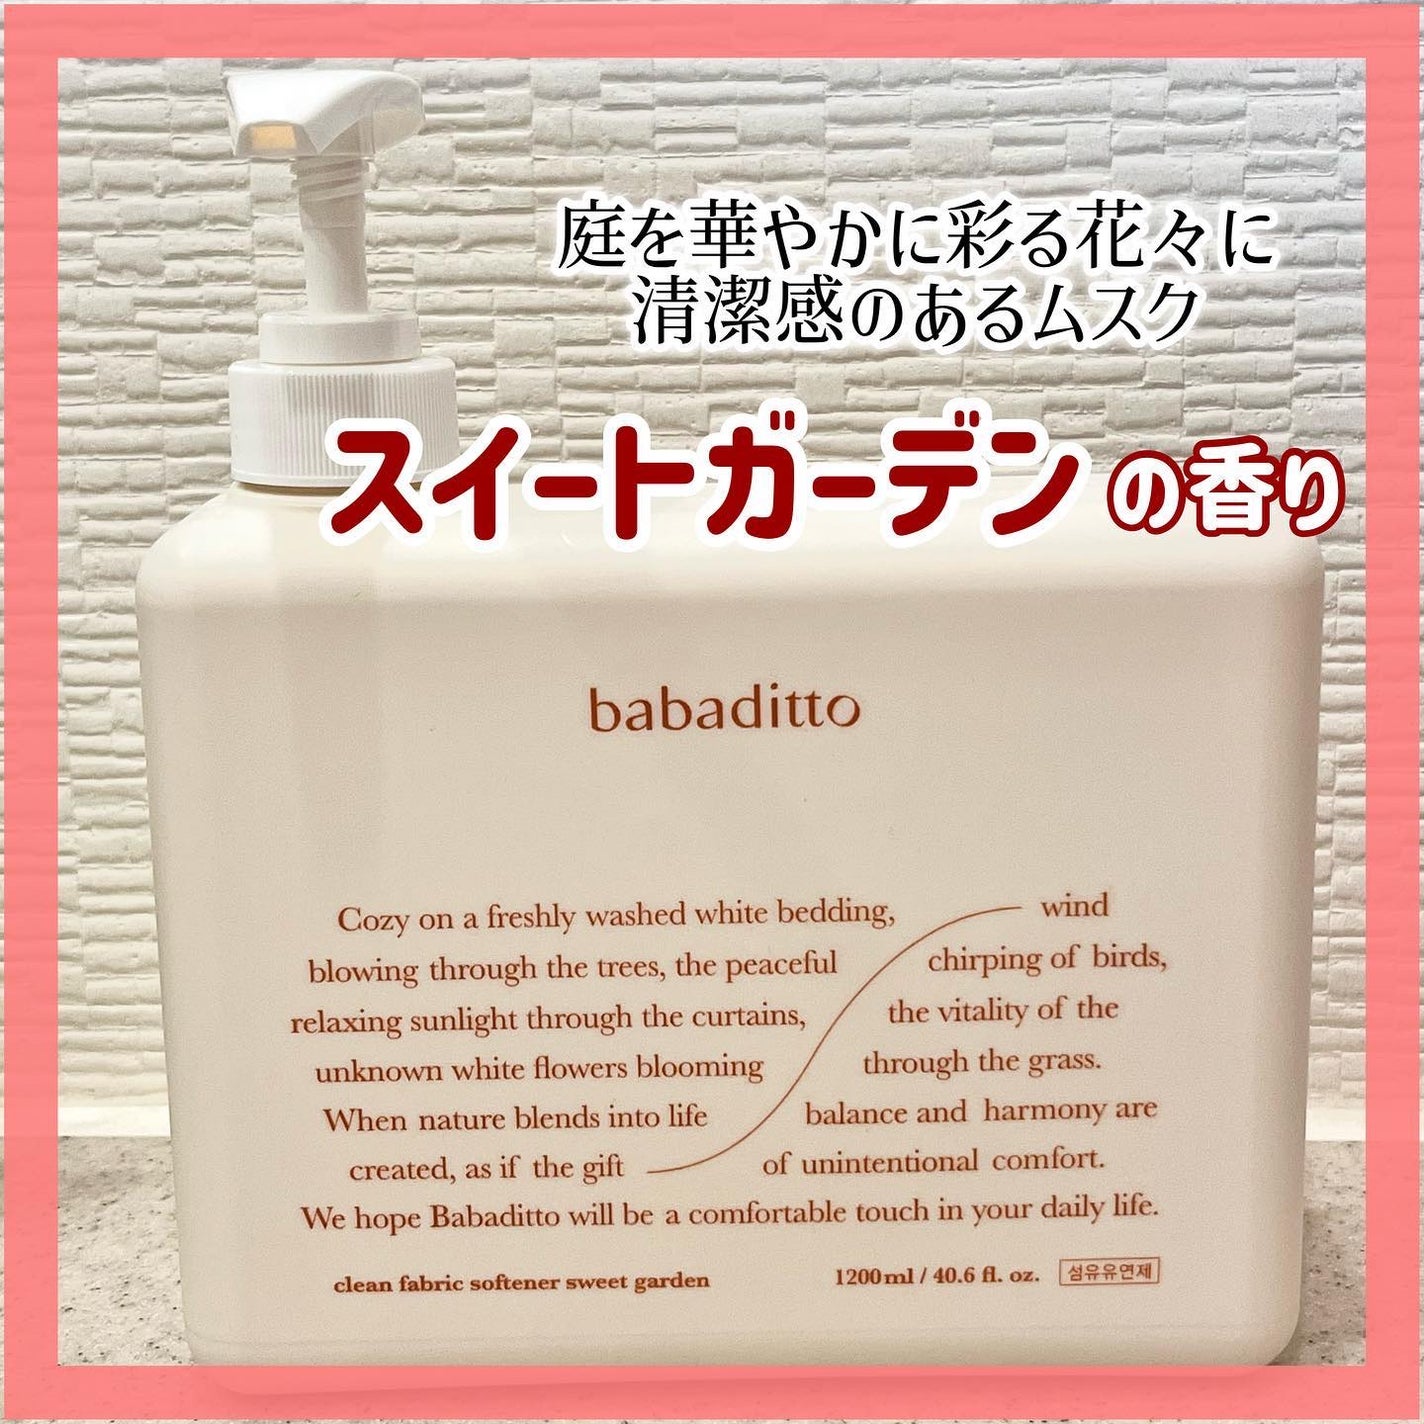 庭を華やかに彩る花々に
清潔感のあるムスク
スイートガーデンの香り
babaditto
Cozy on a freshly washed white bedding, wind
blowing through the trees, the peaceful chirping of birds,
relaxing sunlight through the curtains, the vitality of the
unknown white flowers blooming through the grass.
When nature blends into life balance and harmony are
created, as if the gift of unintentional comfort.
We hope Babaditto will be a comfortable touch in your daily life.
clean fabric softener sweet garden 1200ml / 40.6 fl. oz. 섬유유연제